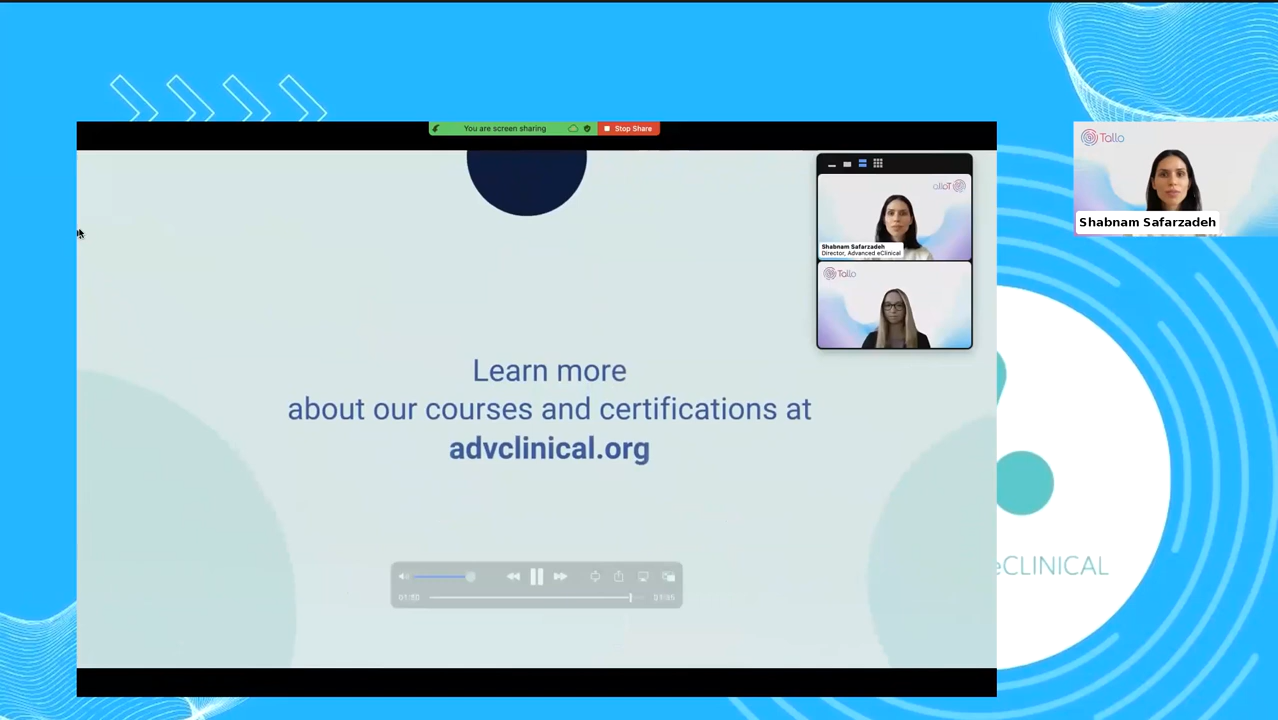 You are screen sharing
Stop Share
Tallo
Shabnam Safarzadeh
Tallo
Shabnam Safarzadeh
Director, Advanced eClinical
Tallo
Learn more
about our courses and certifications at
advclinical.org
eCLINICAL